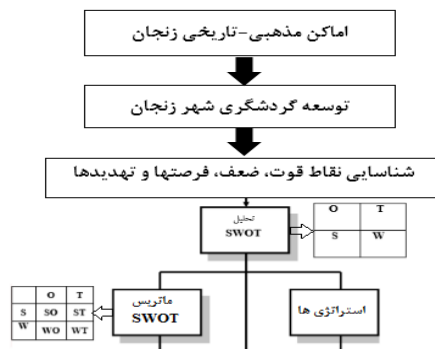 اماکن مذهبی-تاریخی زنجان
توسعه گردشگری شهر زنجان
شناسایی نقاط قوت، ضعف، فرصتها و تهدیدها
تحلیل
SWOT
O T
S W
ماتریس
SWOT
استراتژی ها
O T
S SO ST
W WO WT